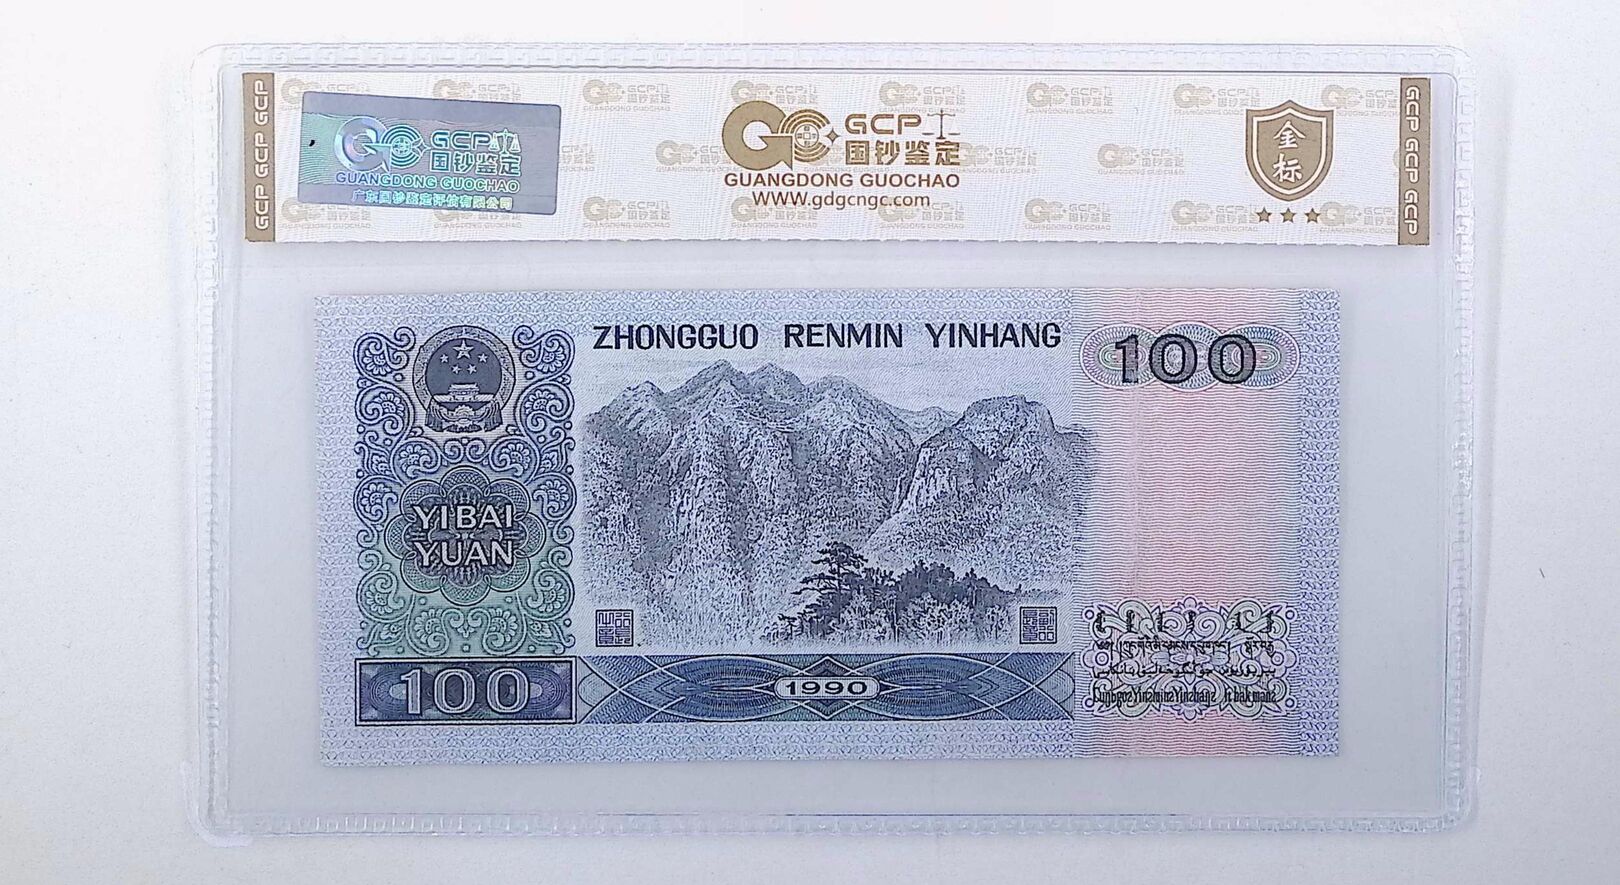 GCP GCP GCP
GCP 国钞鉴定
GUANGDONG GUOCHAO
广东国钞鉴定评估有限公司
GCP
国钞鉴定
GUANGDONG GUOCHAO
www.gdgcngc.com
金标
GCP GCP GCP
ZHONGGUO RENMIN YINHANG
100
YI BAI
YUAN
100
1990